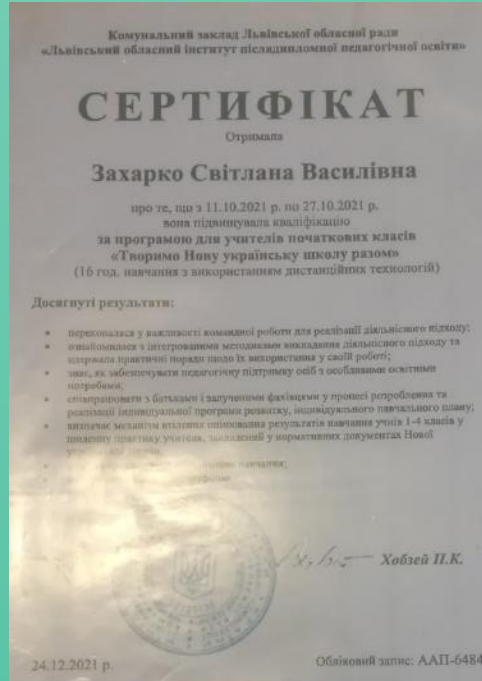 Комунальний заклад Львівської обласної ради
«Львівський обласний інститут післядипломної педагогічної освіти»
СЕРТИФІКАТ
Отримала
Захарко Світлана Василівна
про те, що з 11.10.2021 р. по 27.10.2021 р.
вона підвищувала кваліфікацію
за програмою для учителів початкових класів
«Творимо Нову українську школу разом»
(16 год. навчання з використанням дистанційних технологій)
Досягнуті результати:
переконалася у важливості командної роботи для реалізації діяльнісного підходу;
ознайомилася з інтегрованими методиками викладання діяльнісного підходу та
одержала практичні поради щодо їх використання у своїй роботі;
знає, як забезпечувати педагогічну підтримку осіб з особливими освітніми
потребами;
співпрацювати з батьками і залученими фахівцями у процесі розроблення та
реалізації індивідуальної програми розвитку, індивідуального навчального плану;
визначає механізм втілення оцінювання результатів навчання учнів 1-4 класів у
щоденну практику учителя, закладений у нормативних документах Нової
навчання;
Хобзей П.К.
24.12.2021 р.
Обліковий запис: ААП-6484